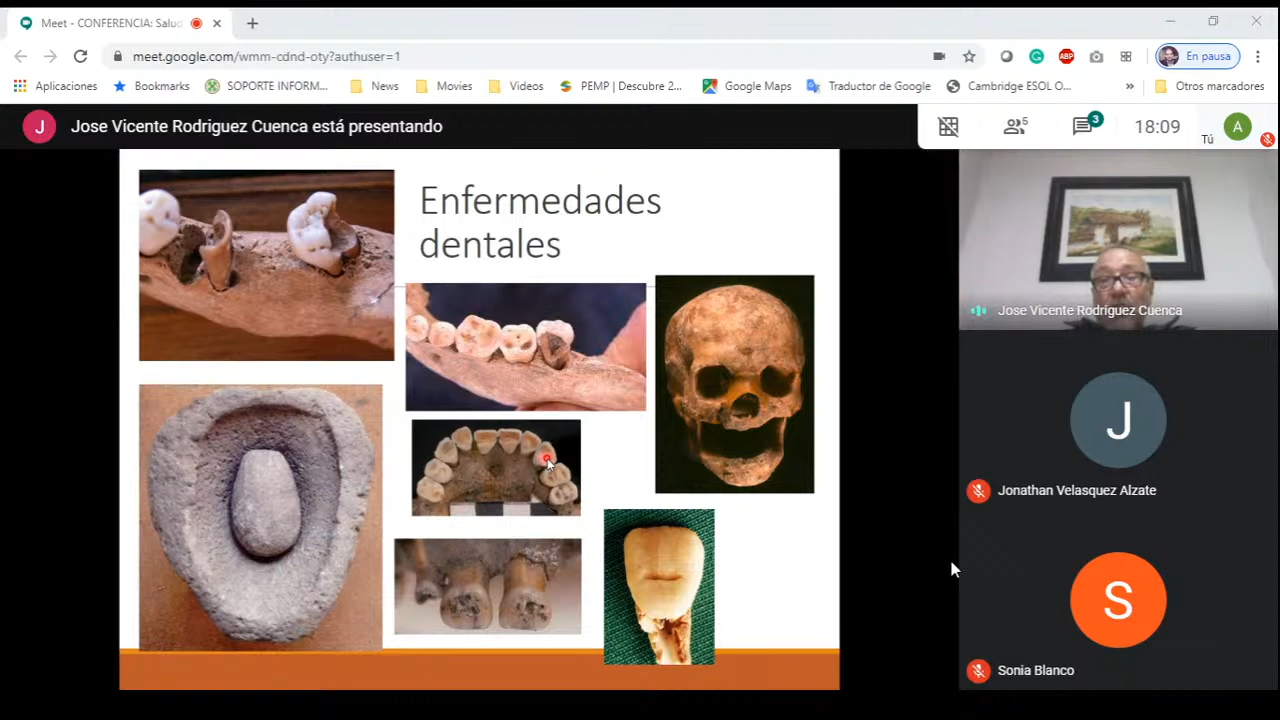 Meet - CONFERENCIA: Salu
meet.google.com/wmm-cdnd-oty?authuser=1
ABP
En pausa
Aplicaciones Bookmarks SOPORTE INFORM... News Movies Videos PEMP | Descubre 2... Google Maps Traductor de Google Cambridge ESOL O... » Otros marcadores
J Jose Vicente Rodriguez Cuenca está presentando
5 3 18:09 Tú A
Enfermedades
dentales
Jose Vicente Rodriguez Cuenca
J
Jonathan Velasquez Alzate
S
Sonia Blanco